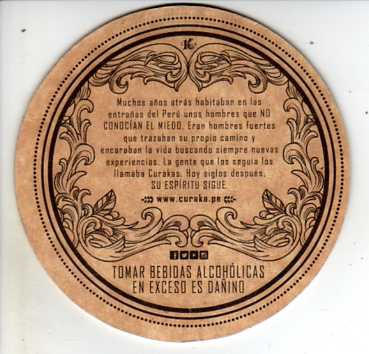 K
Muchos años atrás habitaban en las
entrañas del Perú unos hombres que NO
CONOCÍAN EL MIEDO. Eran hombres fuertes
que trazaban su propio camino y
encaraban la vida buscando siempre nuevas
experiencias. La gente que los seguía los
llamaba Curakas. Hoy siglos después,
SU ESPÍRITU SIGUE.
www.curaka.pe
TOMAR BEBIDAS ALCOHÓLICAS
EN EXCESO ES DAÑINO